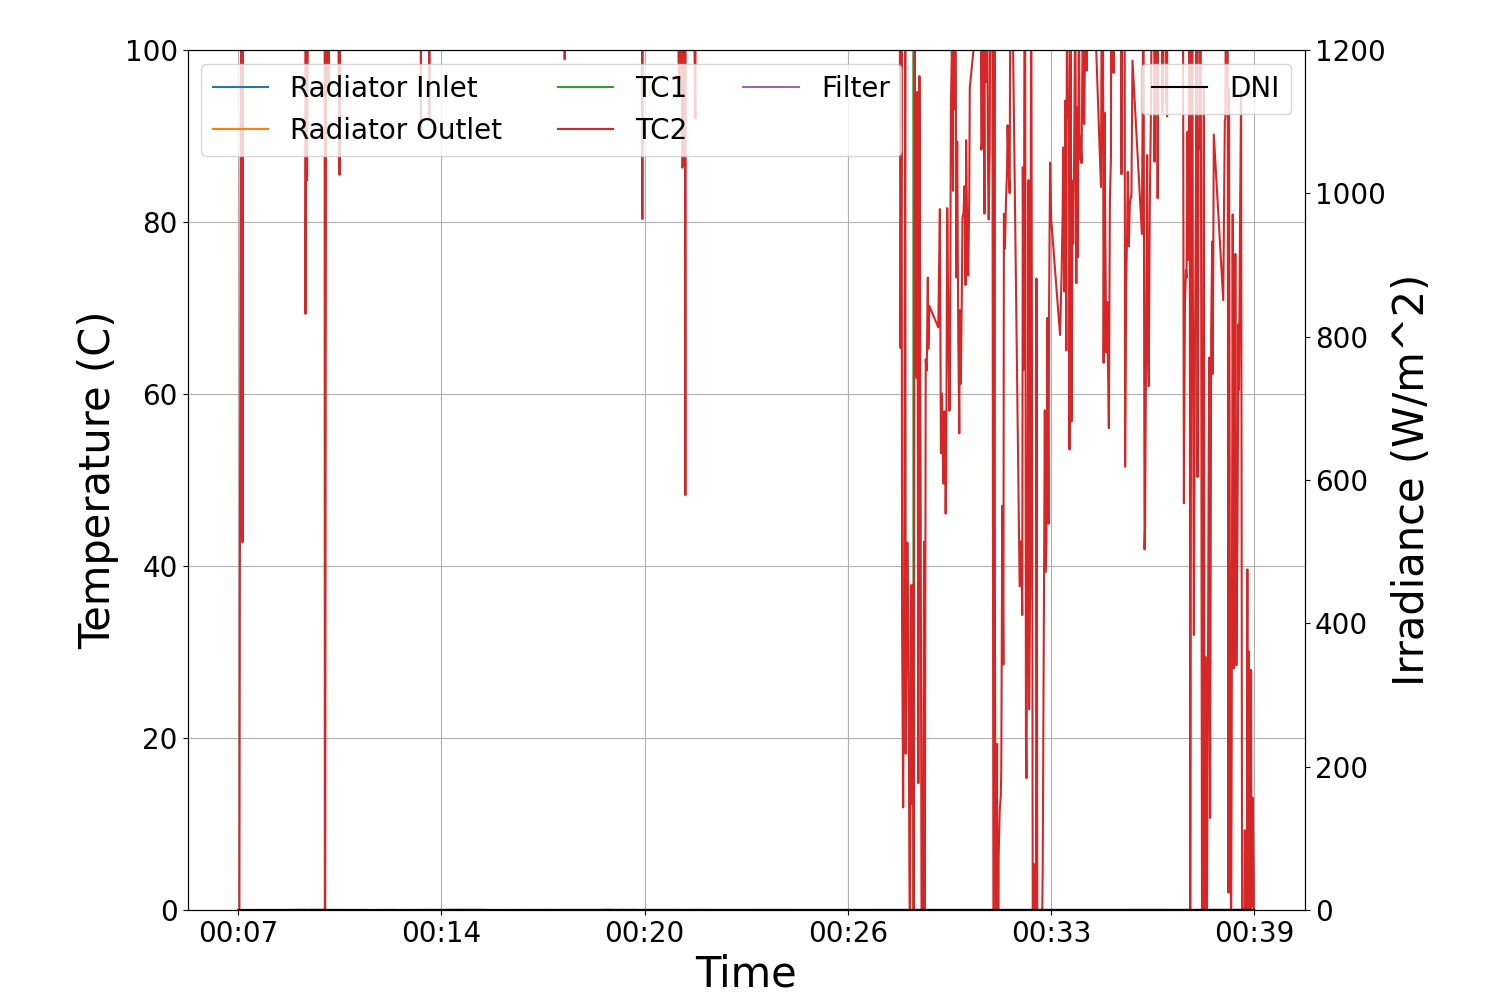 Radiator Inlet
Radiator Outlet
TC1
TC2
Filter
DNI
Temperature (C)
100
80
60
40
20
0
1200
1000
800
600
400
200
0
Irradiance (W/m^2)
00:07 00:14 00:20 00:26 00:33 00:39
Time